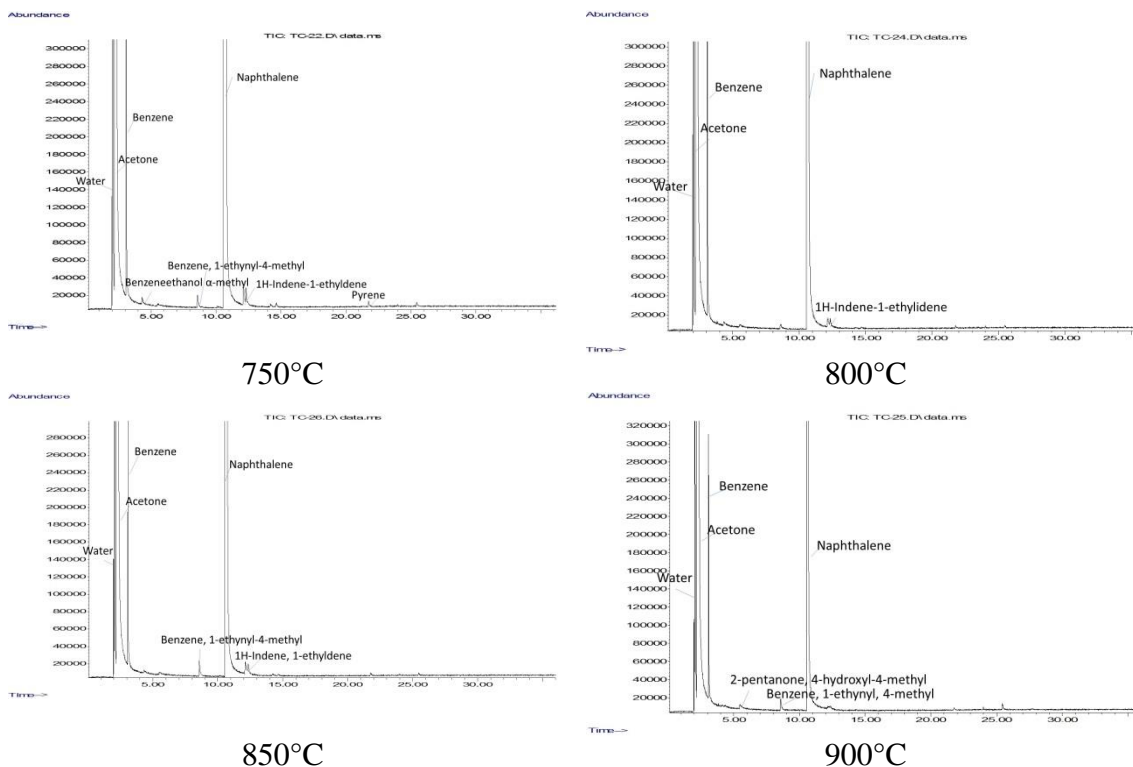 Abundance
TIC: TC-22.D\data.ms
300000
280000
260000
240000
220000
200000
180000
160000
140000
120000
100000
80000
60000
40000
20000
Naphthalene
Benzene
Acetone
Water
Benzene, 1-ethynyl-4-methyl
Benzeneethanol α-methyl
1H-Indene-1-ethyldene
Pyrene
5.00 10.00 15.00 20.00 25.00 30.00
Time-->
750°C
Abundance
TIC: TC-24.D\data.ms
300000
280000
260000
240000
220000
200000
180000
160000
140000
120000
100000
80000
60000
40000
20000
Naphthalene
Benzene
Acetone
Water
1H-Indene-1-ethylidene
5.00 10.00 15.00 20.00 25.00 30.00
Time-->
800°C
Abundance
TIC: TC-26.D\data.ms
280000
260000
240000
220000
200000
180000
160000
140000
120000
100000
80000
60000
40000
20000
Benzene
Naphthalene
Acetone
Water
Benzene, 1-ethynyl-4-methyl
1H-Indene, 1-ethyldene
5.00 10.00 15.00 20.00 25.00 30.00
Time-->
850°C
Abundance
TIC: TC-25.D\data.ms
320000
300000
280000
260000
240000
220000
200000
180000
160000
140000
120000
100000
80000
60000
40000
20000
Benzene
Acetone
Naphthalene
Water
2-pentanone, 4-hydroxyl-4-methyl
Benzene, 1-ethynyl, 4-methyl
5.00 10.00 15.00 20.00 25.00 30.00
Time-->
900°C